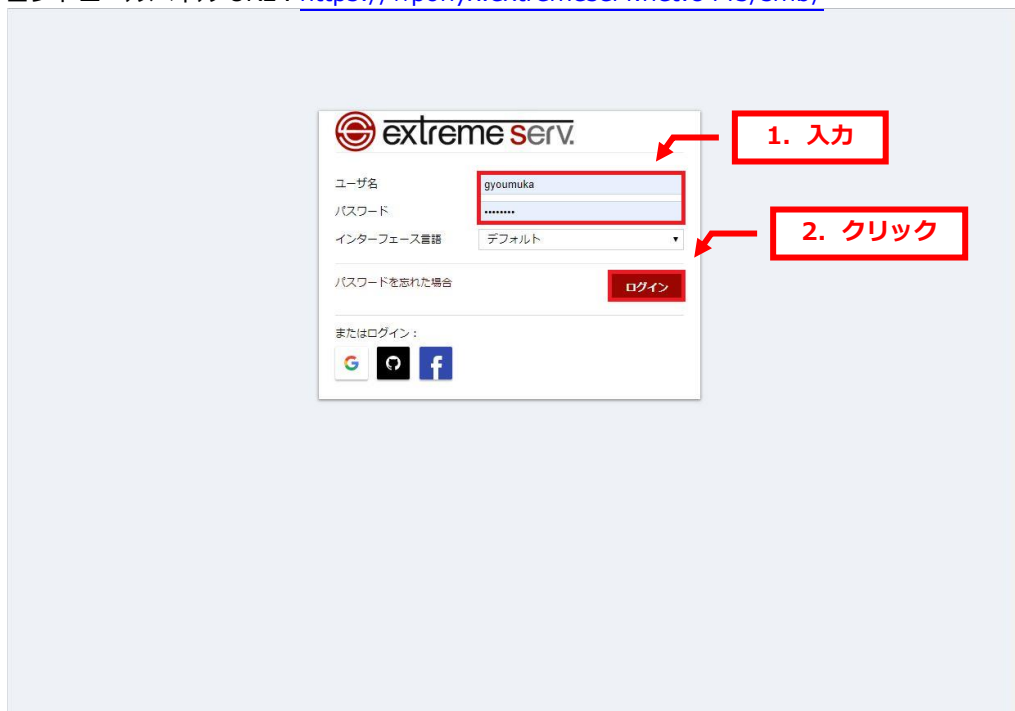 extreme serv.
1. 入力
ユーザ名
gyoumuka
パスワード
••••••••
インターフェース言語
デフォルト
2. クリック
パスワードを忘れた場合
ログイン
またはログイン：
G
f